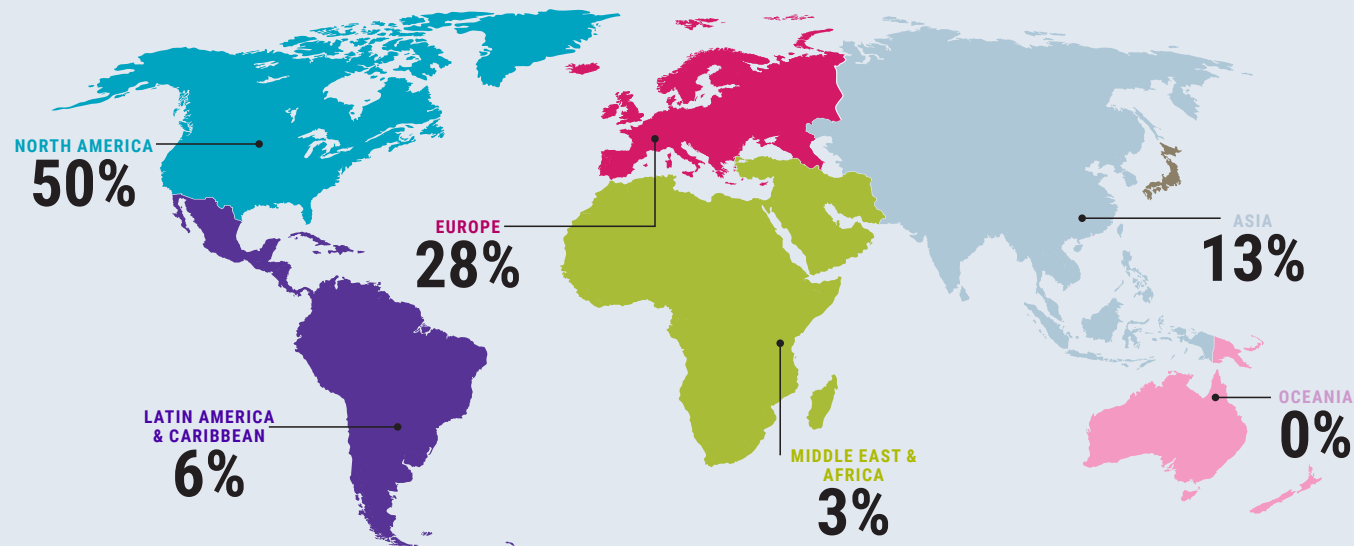 NORTH AMERICA
50%
EUROPE
28%
ASIA
13%
LATIN AMERICA
& CARIBBEAN
6%
MIDDLE EAST &
AFRICA
3%
OCEANIA
0%